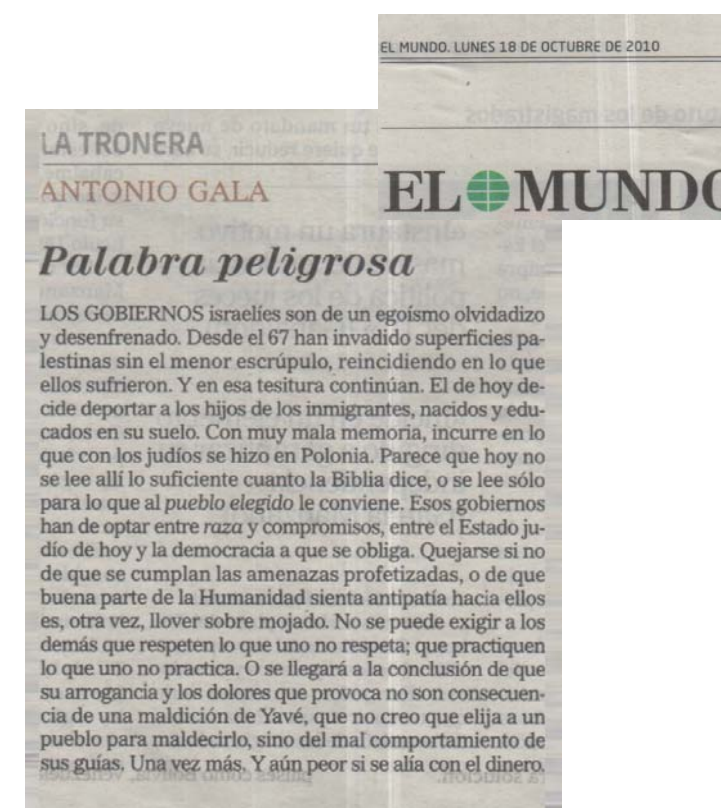 EL MUNDO. LUNES 18 DE OCTUBRE DE 2010
EL MUNDO
LA TRONERA
ANTONIO GALA
Palabra peligrosa
LOS GOBIERNOS israelíes son de un egoísmo olvidadizo
y desenfrenado. Desde el 67 han invadido superficies pa-
lestinas sin el menor escrúpulo, reincidiendo en lo que
ellos sufrieron. Y en esa tesitura continúan. El de hoy de-
cide deportar a los hijos de los inmigrantes, nacidos y edu-
cados en su suelo. Con muy mala memoria, incurre en lo
que con los judíos se hizo en Polonia. Parece que hoy no
se lee allí lo suficiente cuanto la Biblia dice, o se lee sólo
para lo que al pueblo elegido le conviene. Esos gobiernos
han de optar entre raza y compromisos, entre el Estado ju-
dío de hoy y la democracia a que se obliga. Quejarse si no
de que se cumplan las amenazas profetizadas, o de que
buena parte de la Humanidad sienta antipatía hacia ellos
es, otra vez, llover sobre mojado. No se puede exigir a los
demás que respeten lo que uno no respeta; que practiquen
lo que uno no practica. O se llegará a la conclusión de que
su arrogancia y los dolores que provoca no son consecuen-
cia de una maldición de Yavé, que no creo que elija a un
pueblo para maldecirlo, sino del mal comportamiento de
sus guías. Una vez más. Y aún peor si se alía con el dinero.